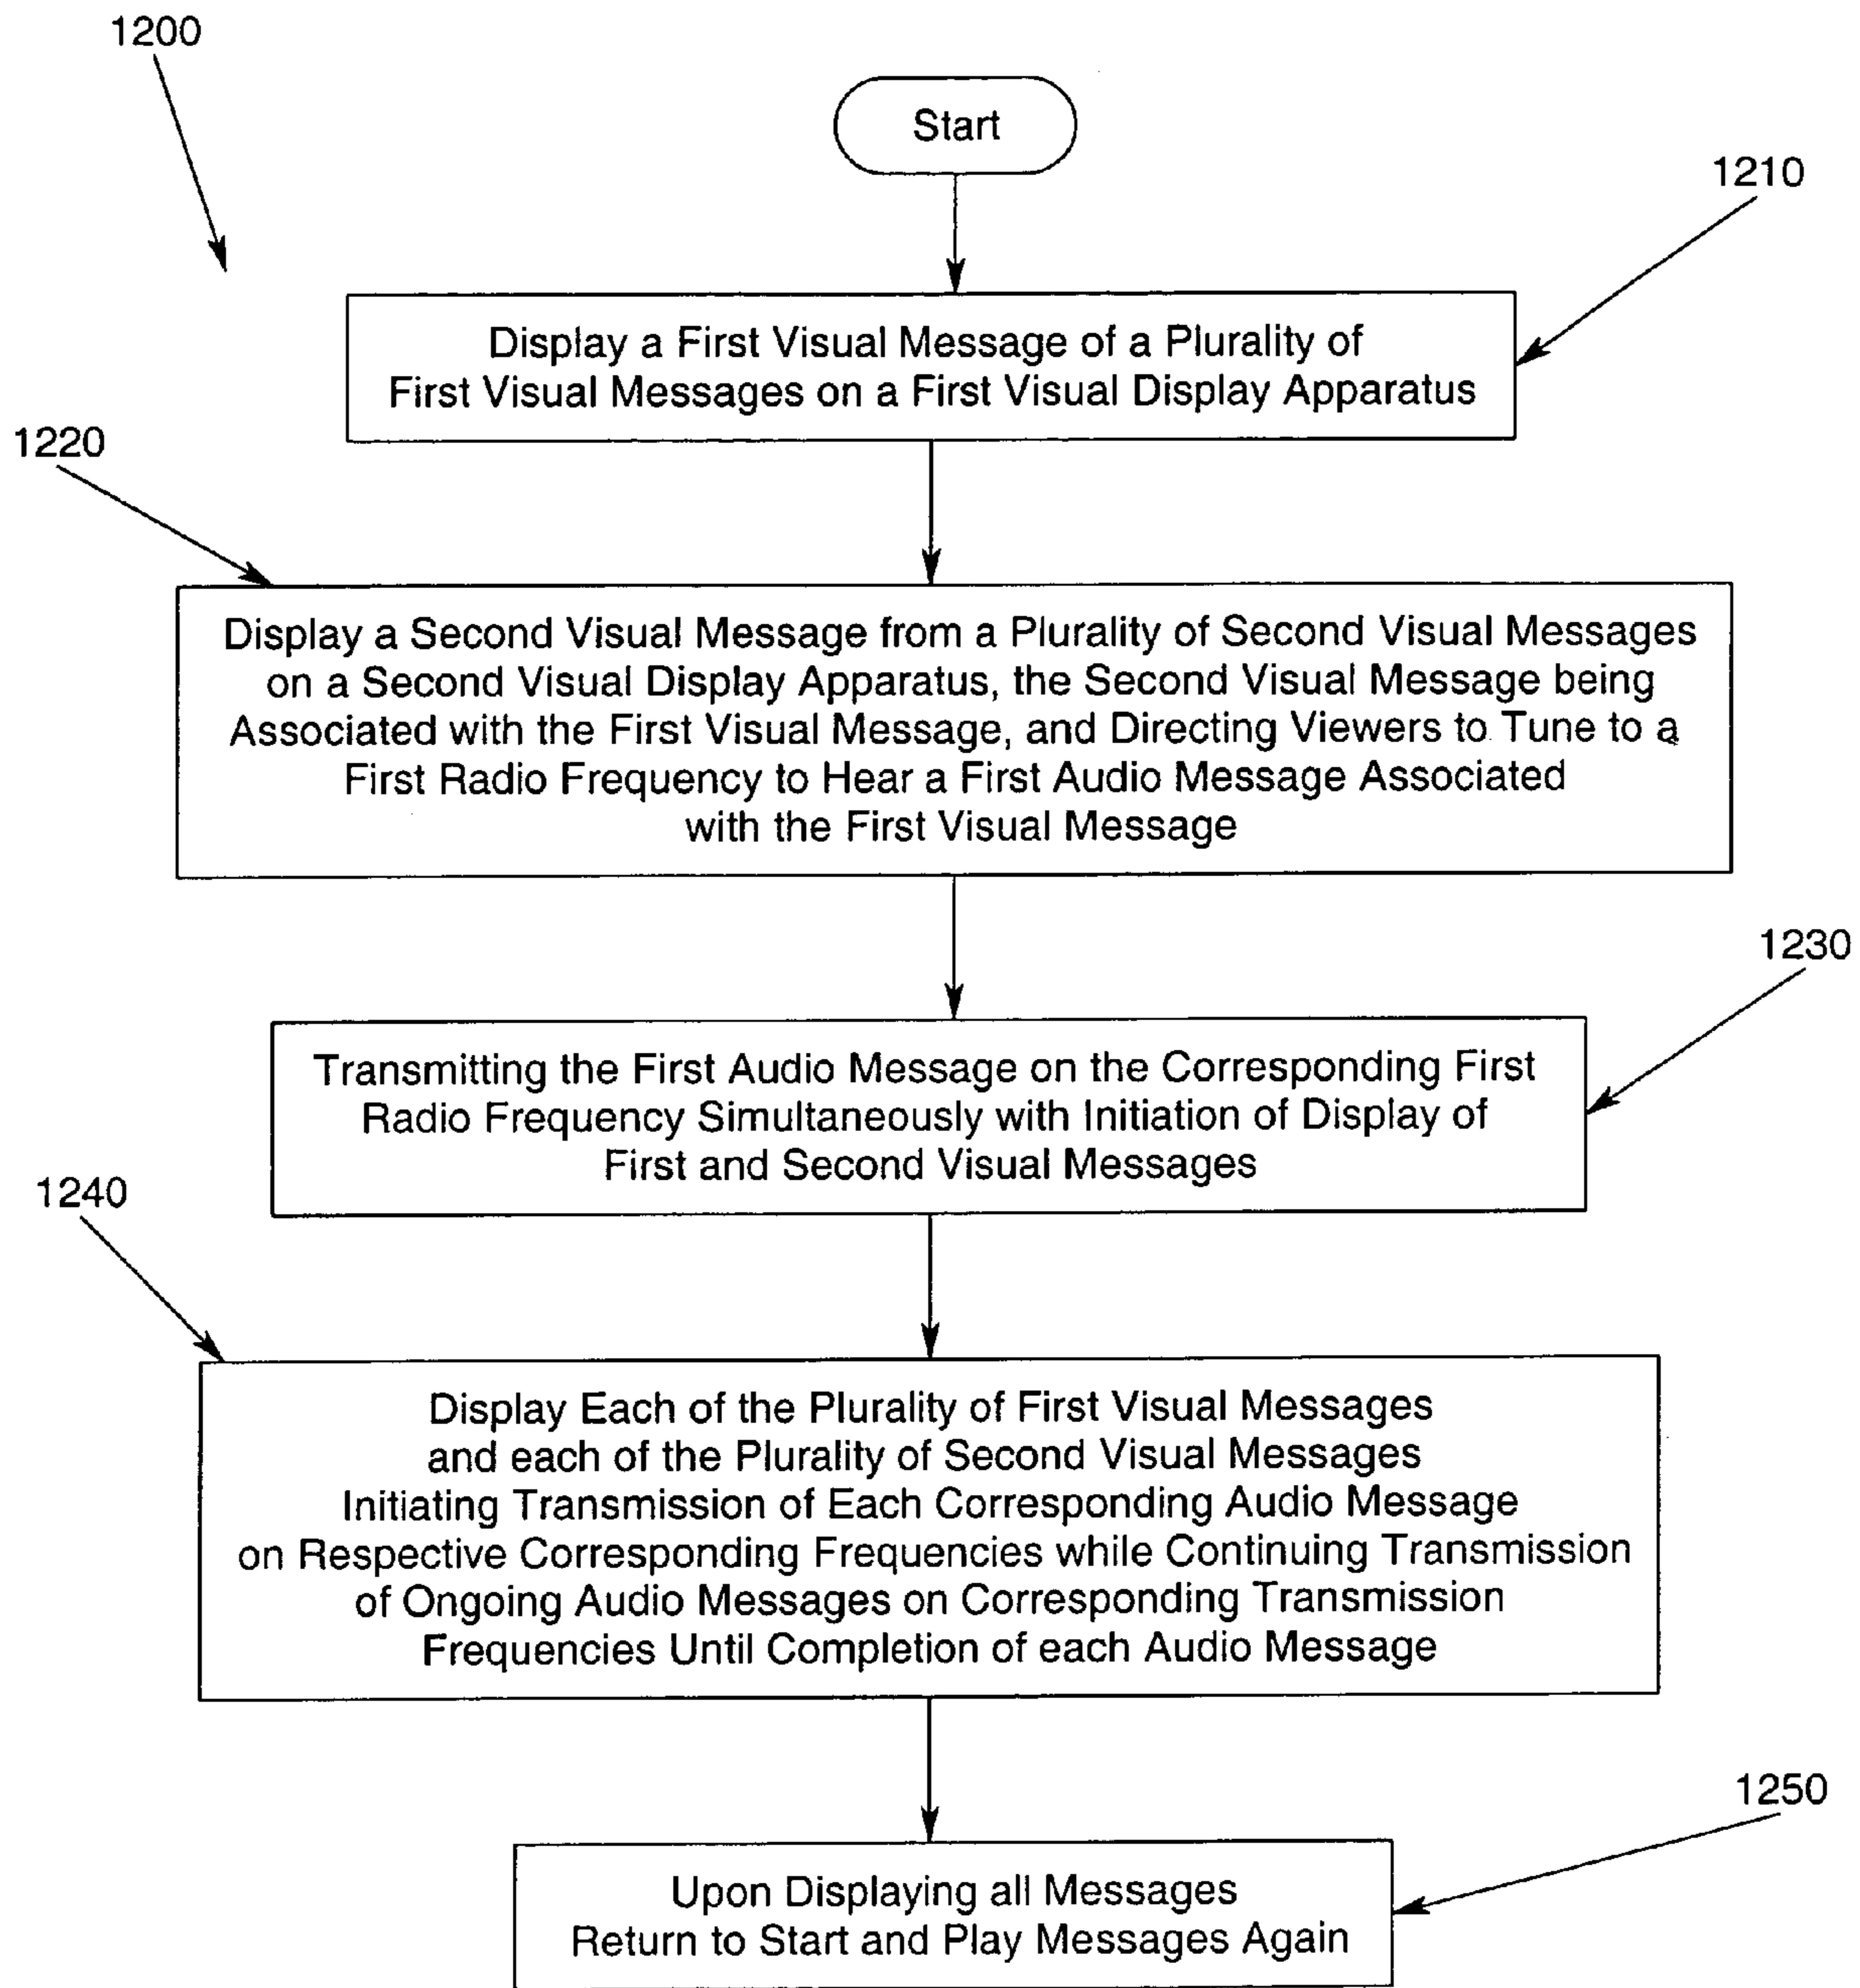 1200
Start
1210
Display a First Visual Message of a Plurality of
First Visual Messages on a First Visual Display Apparatus
1220
Display a Second Visual Message from a Plurality of Second Visual Messages
on a Second Visual Display Apparatus, the Second Visual Message being
Associated with the First Visual Message, and Directing Viewers to Tune to a
First Radio Frequency to Hear a First Audio Message Associated
with the First Visual Message
1230
Transmitting the First Audio Message on the Corresponding First
Radio Frequency Simultaneously with Initiation of Display of
First and Second Visual Messages
1240
Display Each of the Plurality of First Visual Messages
and each of the Plurality of Second Visual Messages
Initiating Transmission of Each Corresponding Audio Message
on Respective Corresponding Frequencies while Continuing Transmission
of Ongoing Audio Messages on Corresponding Transmission
Frequencies Until Completion of each Audio Message
1250
Upon Displaying all Messages
Return to Start and Play Messages Again